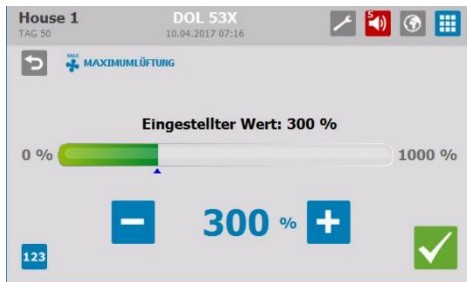 House 1
TAG 50
DOL 53X
10.04.2017 07:16
5
MAX
MAXIMUMLÜFTUNG
Eingestellter Wert: 300 %
0 %
1000 %
300 %
123